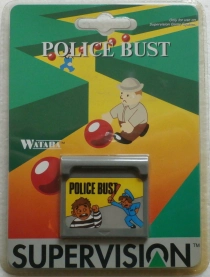 POLICE BUST
WATARA
POLICE BUST
SUPERVISION